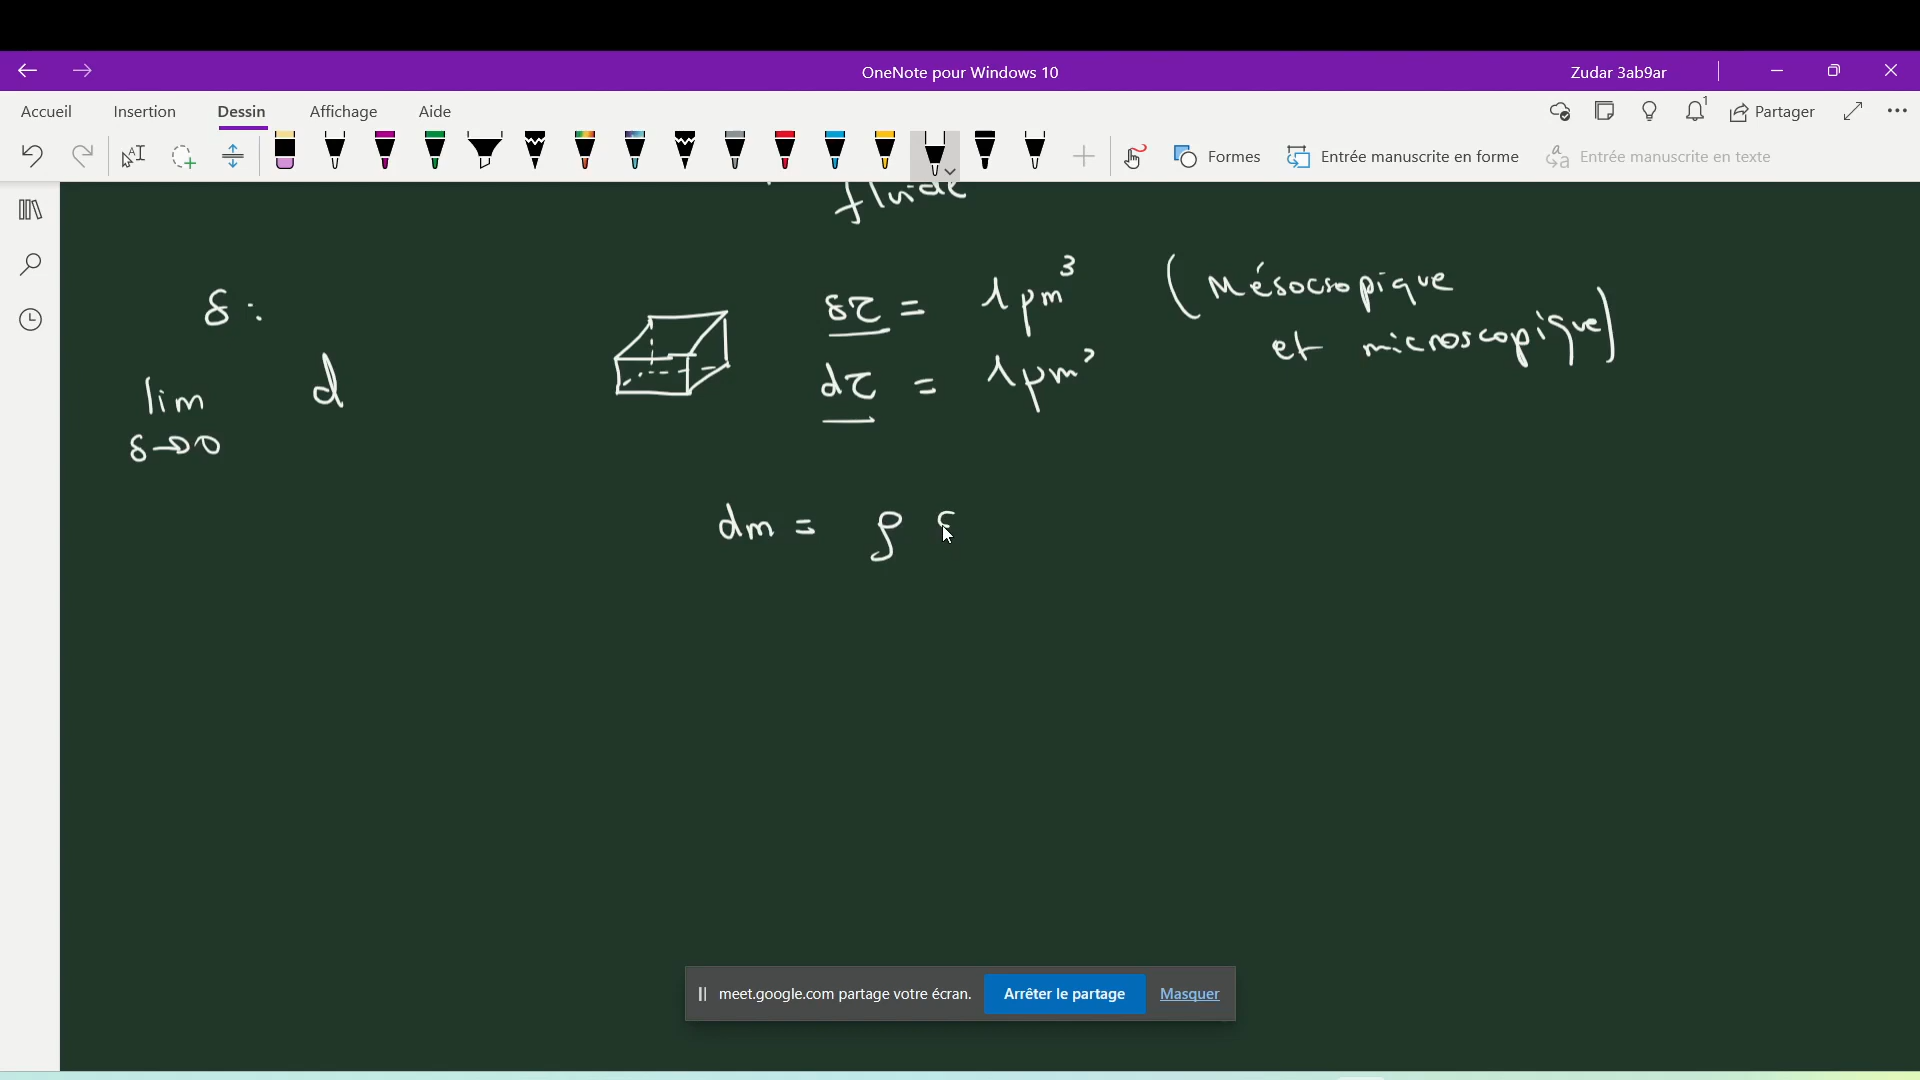 OneNote pour Windows 10
Zudar 3ab9ar
Accueil Insertion Dessin Affichage Aide
1
Partager
Formes Entrée manuscrite en forme Entrée manuscrite en texte
fluide
δ :
δτ = 1 μm³
(Mésocsopique
et microscopique)
lim d
δ→0
dτ = 1 μm³
dm = ρ
meet.google.com partage votre écran. Arrêter le partage Masquer